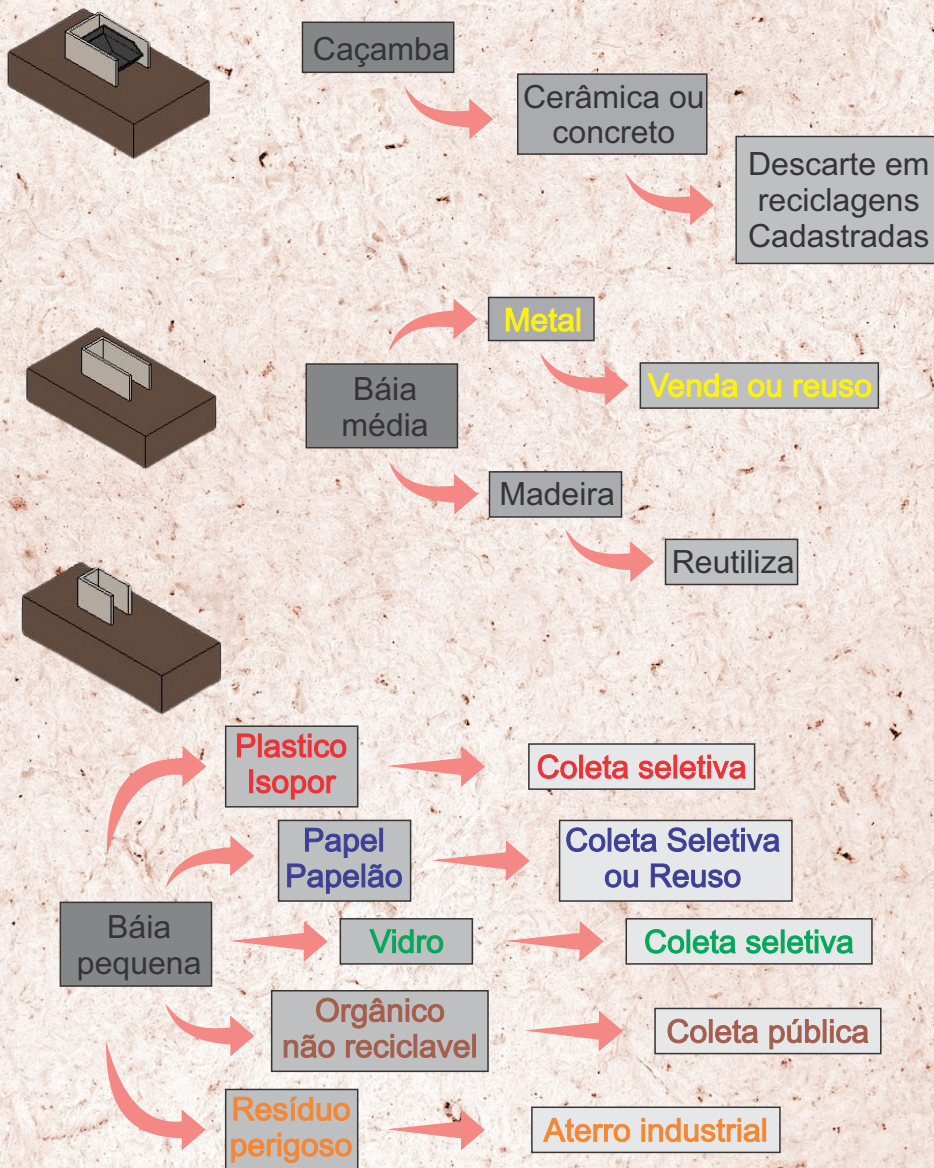 Caçamba
Cerâmica ou
concreto
Descarte em
reciclagens
Cadastradas
Metal
Venda ou reuso
Báia
média
Madeira
Reutiliza
Plastico
Isopor
Coleta seletiva
Papel
Papelão
Coleta Seletiva
ou Reuso
Báia
pequena
Vidro
Coleta seletiva
Orgânico
não reciclavel
Coleta pública
Resíduo
perigoso
Aterro industrial